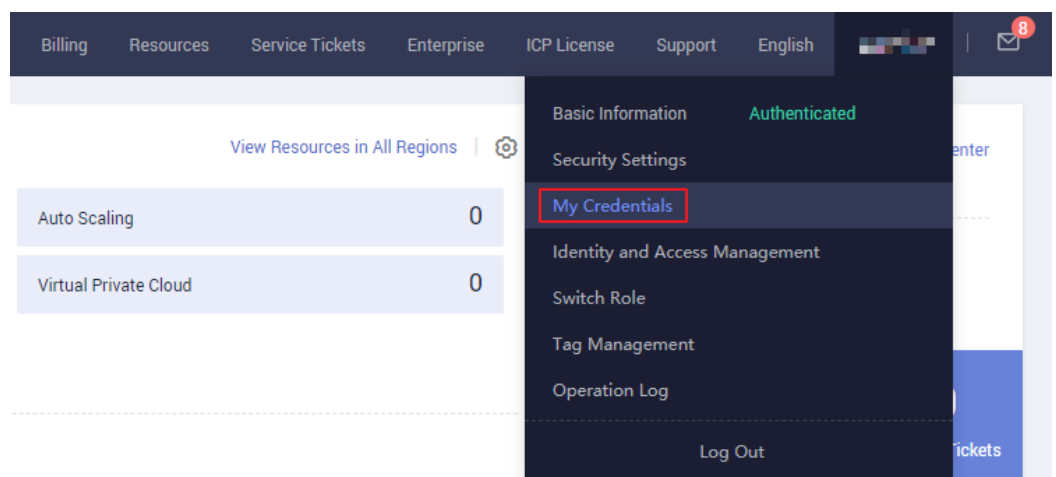 Billing Resources Service Tickets Enterprise ICP License Support English 8
Basic Information Authenticated
View Resources in All Regions
Security Settings
enter
Auto Scaling 0
My Credentials
Identity and Access Management
Virtual Private Cloud 0
Switch Role
Tag Management
Operation Log
Log Out
ickets